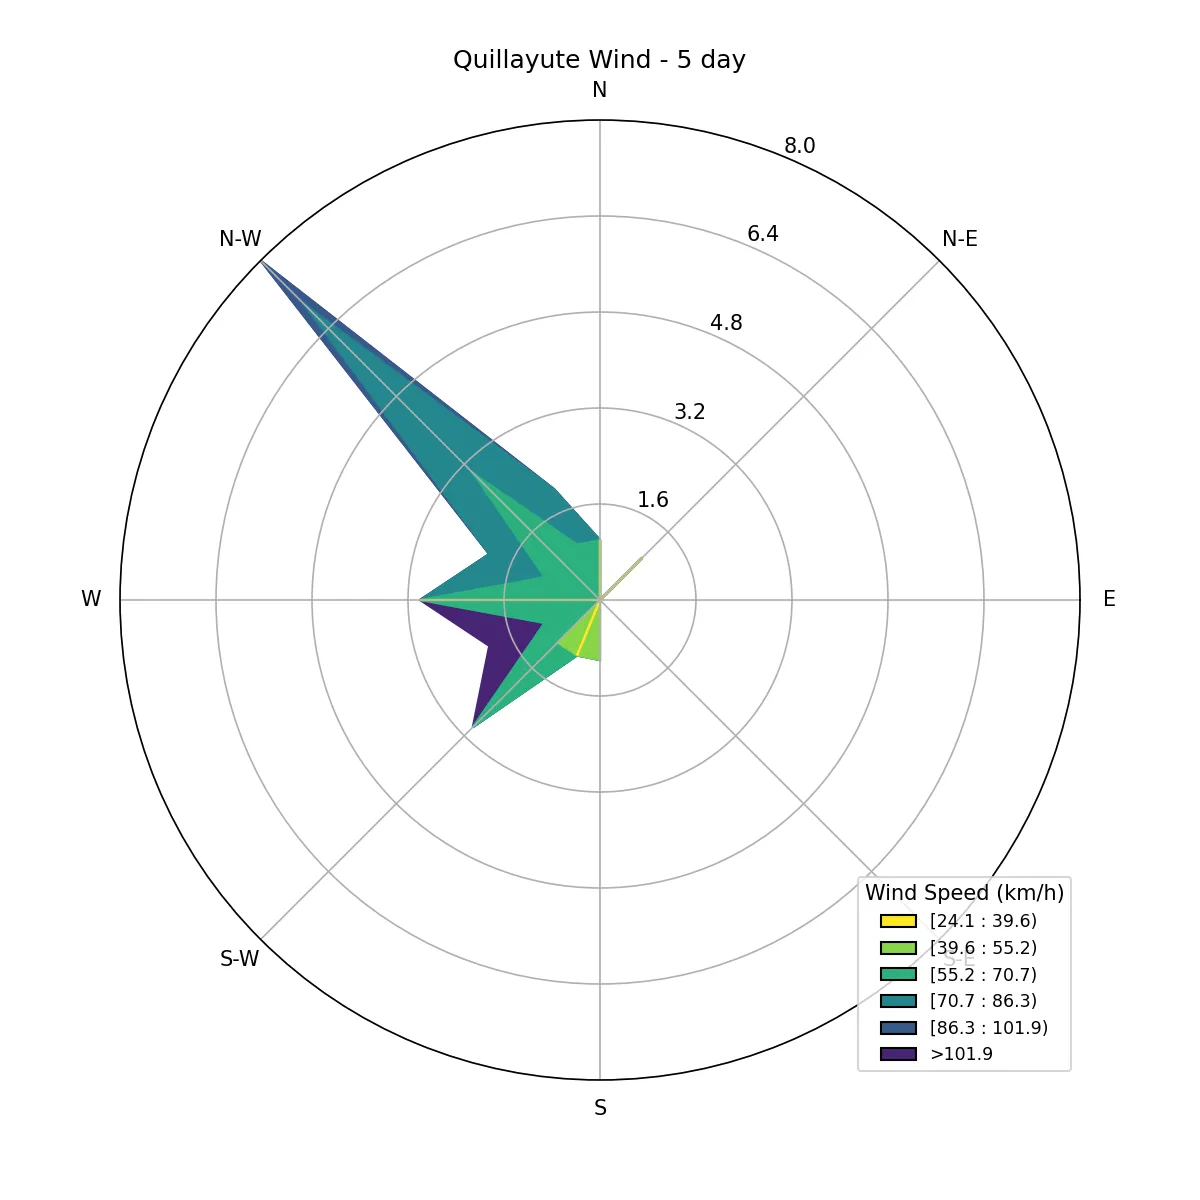 Quillayute Wind - 5 day
N
8.0
N-W
6.4
N-E
4.8
3.2
1.6
W
E
Wind Speed (km/h)
[24.1 : 39.6)
[39.6 : 55.2)
S-W
S-E
[55.2 : 70.7)
[70.7 : 86.3)
[86.3 : 101.9)
>101.9
S